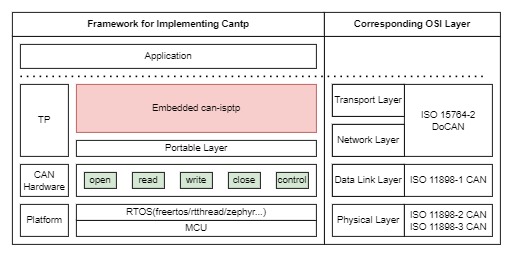 Framework for Implementing Cantp
Corresponding OSI Layer
Application
TP
Embedded can-isptp
Portable Layer
Transport Layer
Network Layer
ISO 15764-2
DoCAN
CAN
Hardware
open
read
write
close
control
Data Link Layer
ISO 11898-1 CAN
Platform
RTOS(freertos/rtthread/zephyr...)
MCU
Physical Layer
ISO 11898-2 CAN
ISO 11898-3 CAN